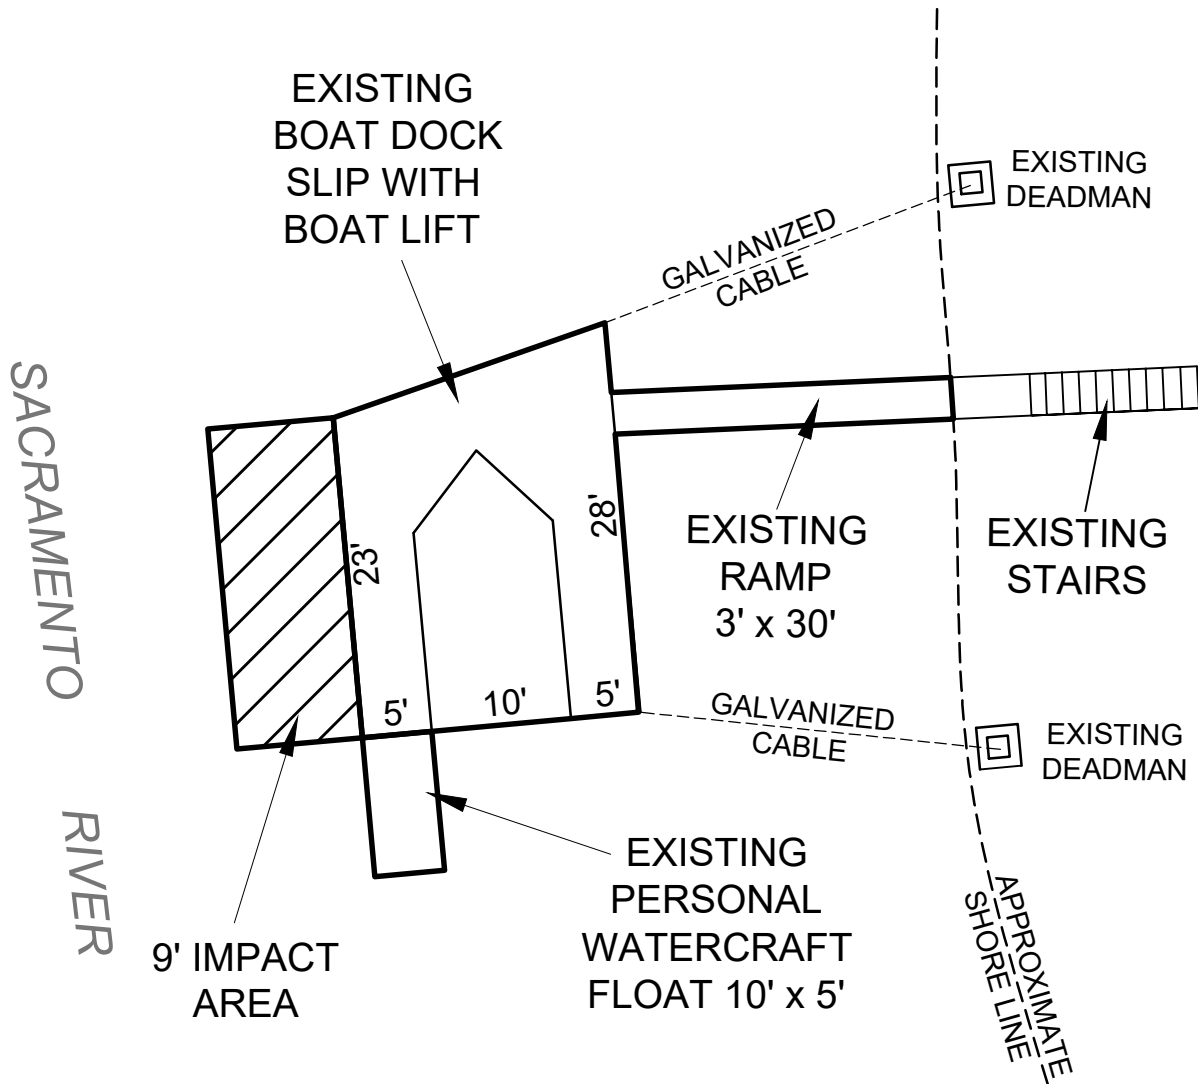 EXISTING
BOAT DOCK
SLIP WITH
BOAT LIFT
EXISTING
DEADMAN
GALVANIZED
CABLE
SACRAMENTO
RIVER
23'
28'
5'
10'
5'
EXISTING
RAMP
3' x 30'
EXISTING
STAIRS
GALVANIZED
CABLE
EXISTING
DEADMAN
9' IMPACT
AREA
EXISTING
PERSONAL
WATERCRAFT
FLOAT 10' x 5'
APPROXIMATE
SHORE LINE